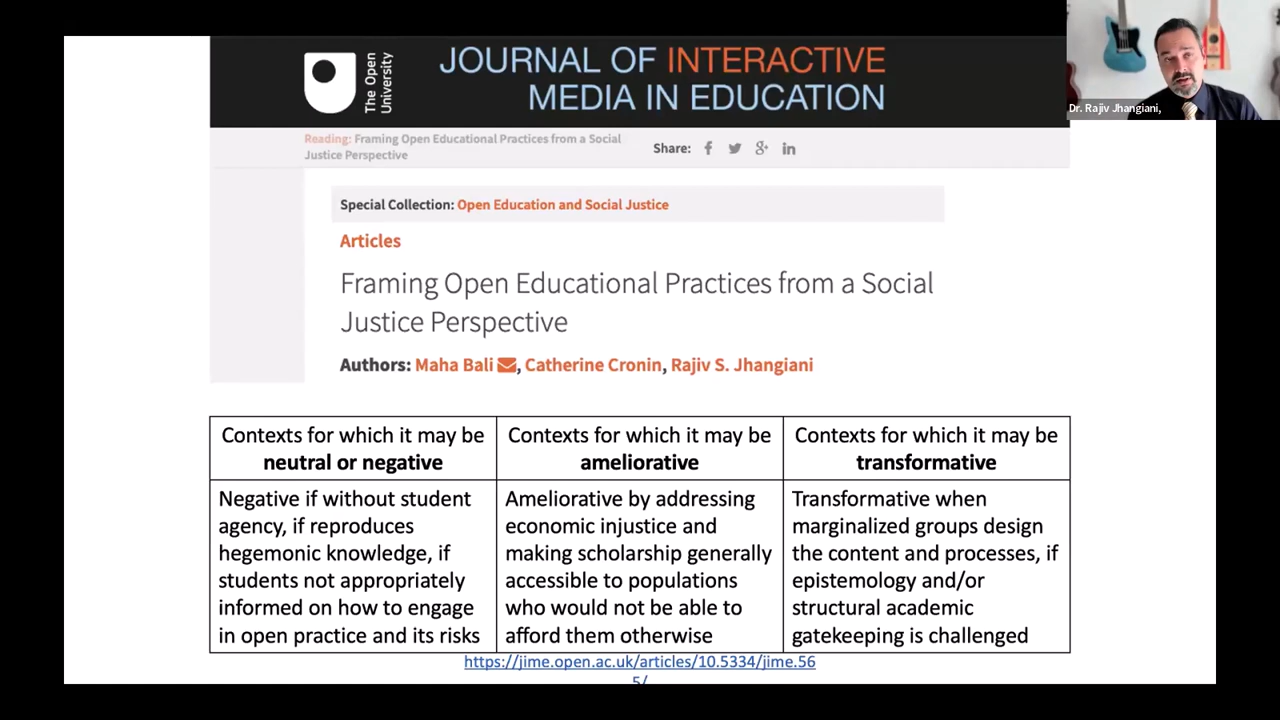 The Open
University
JOURNAL OF INTERACTIVE
MEDIA IN EDUCATION
Dr. Rajiv Jhangiani,
Reading: Framing Open Educational Practices from a Social
Justice Perspective
Share:
Special Collection: Open Education and Social Justice
Articles
Framing Open Educational Practices from a Social
Justice Perspective
Authors: Maha Bali , Catherine Cronin, Rajiv S. Jhangiani
Contexts for which it may be
neutral or negative
Negative if without student
agency, if reproduces
hegemonic knowledge, if
students not appropriately
informed on how to engage
in open practice and its risks
Contexts for which it may be
ameliorative
Ameliorative by addressing
economic injustice and
making scholarship generally
accessible to populations
who would not be able to
afford them otherwise
Contexts for which it may be
transformative
Transformative when
marginalized groups design
the content and processes, if
epistemology and/or
structural academic
gatekeeping is challenged
https://jime.open.ac.uk/articles/10.5334/jime.56
5/